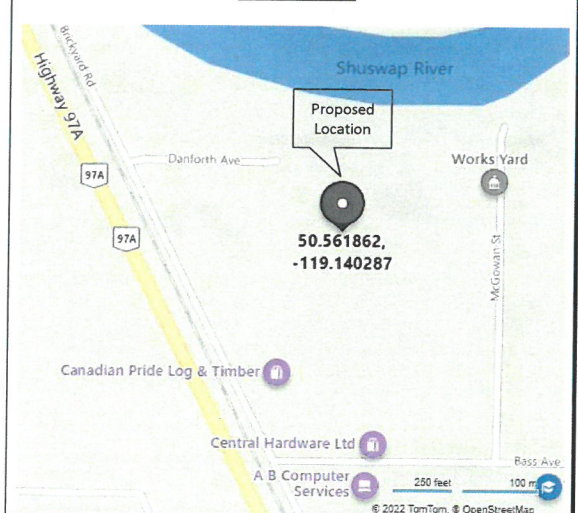 Brickyard Rd
Highway 97A
Shuswap River
Proposed
Location
Danforth Ave
Works Yard
97A
97A
50.561862,
-119.140287
McGowan St
Canadian Pride Log & Timber
Central Hardware Ltd
Bass Ave
A B Computer
Services
250 feet
100 m
© 2022 TomTom, © OpenStreetMap